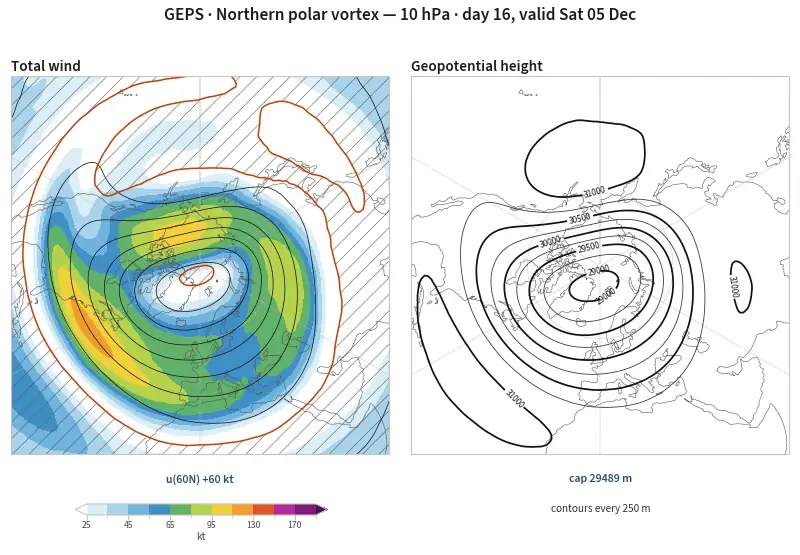 GEPS · Northern polar vortex — 10 hPa · day 16, valid Sat 05 Dec
Total wind
Geopotential height
31000
30500
30000
29500
29000
29000
31000
31000
u(60N) +60 kt
cap 29489 m
contours every 250 m
25 45 65 95 130 170
kt